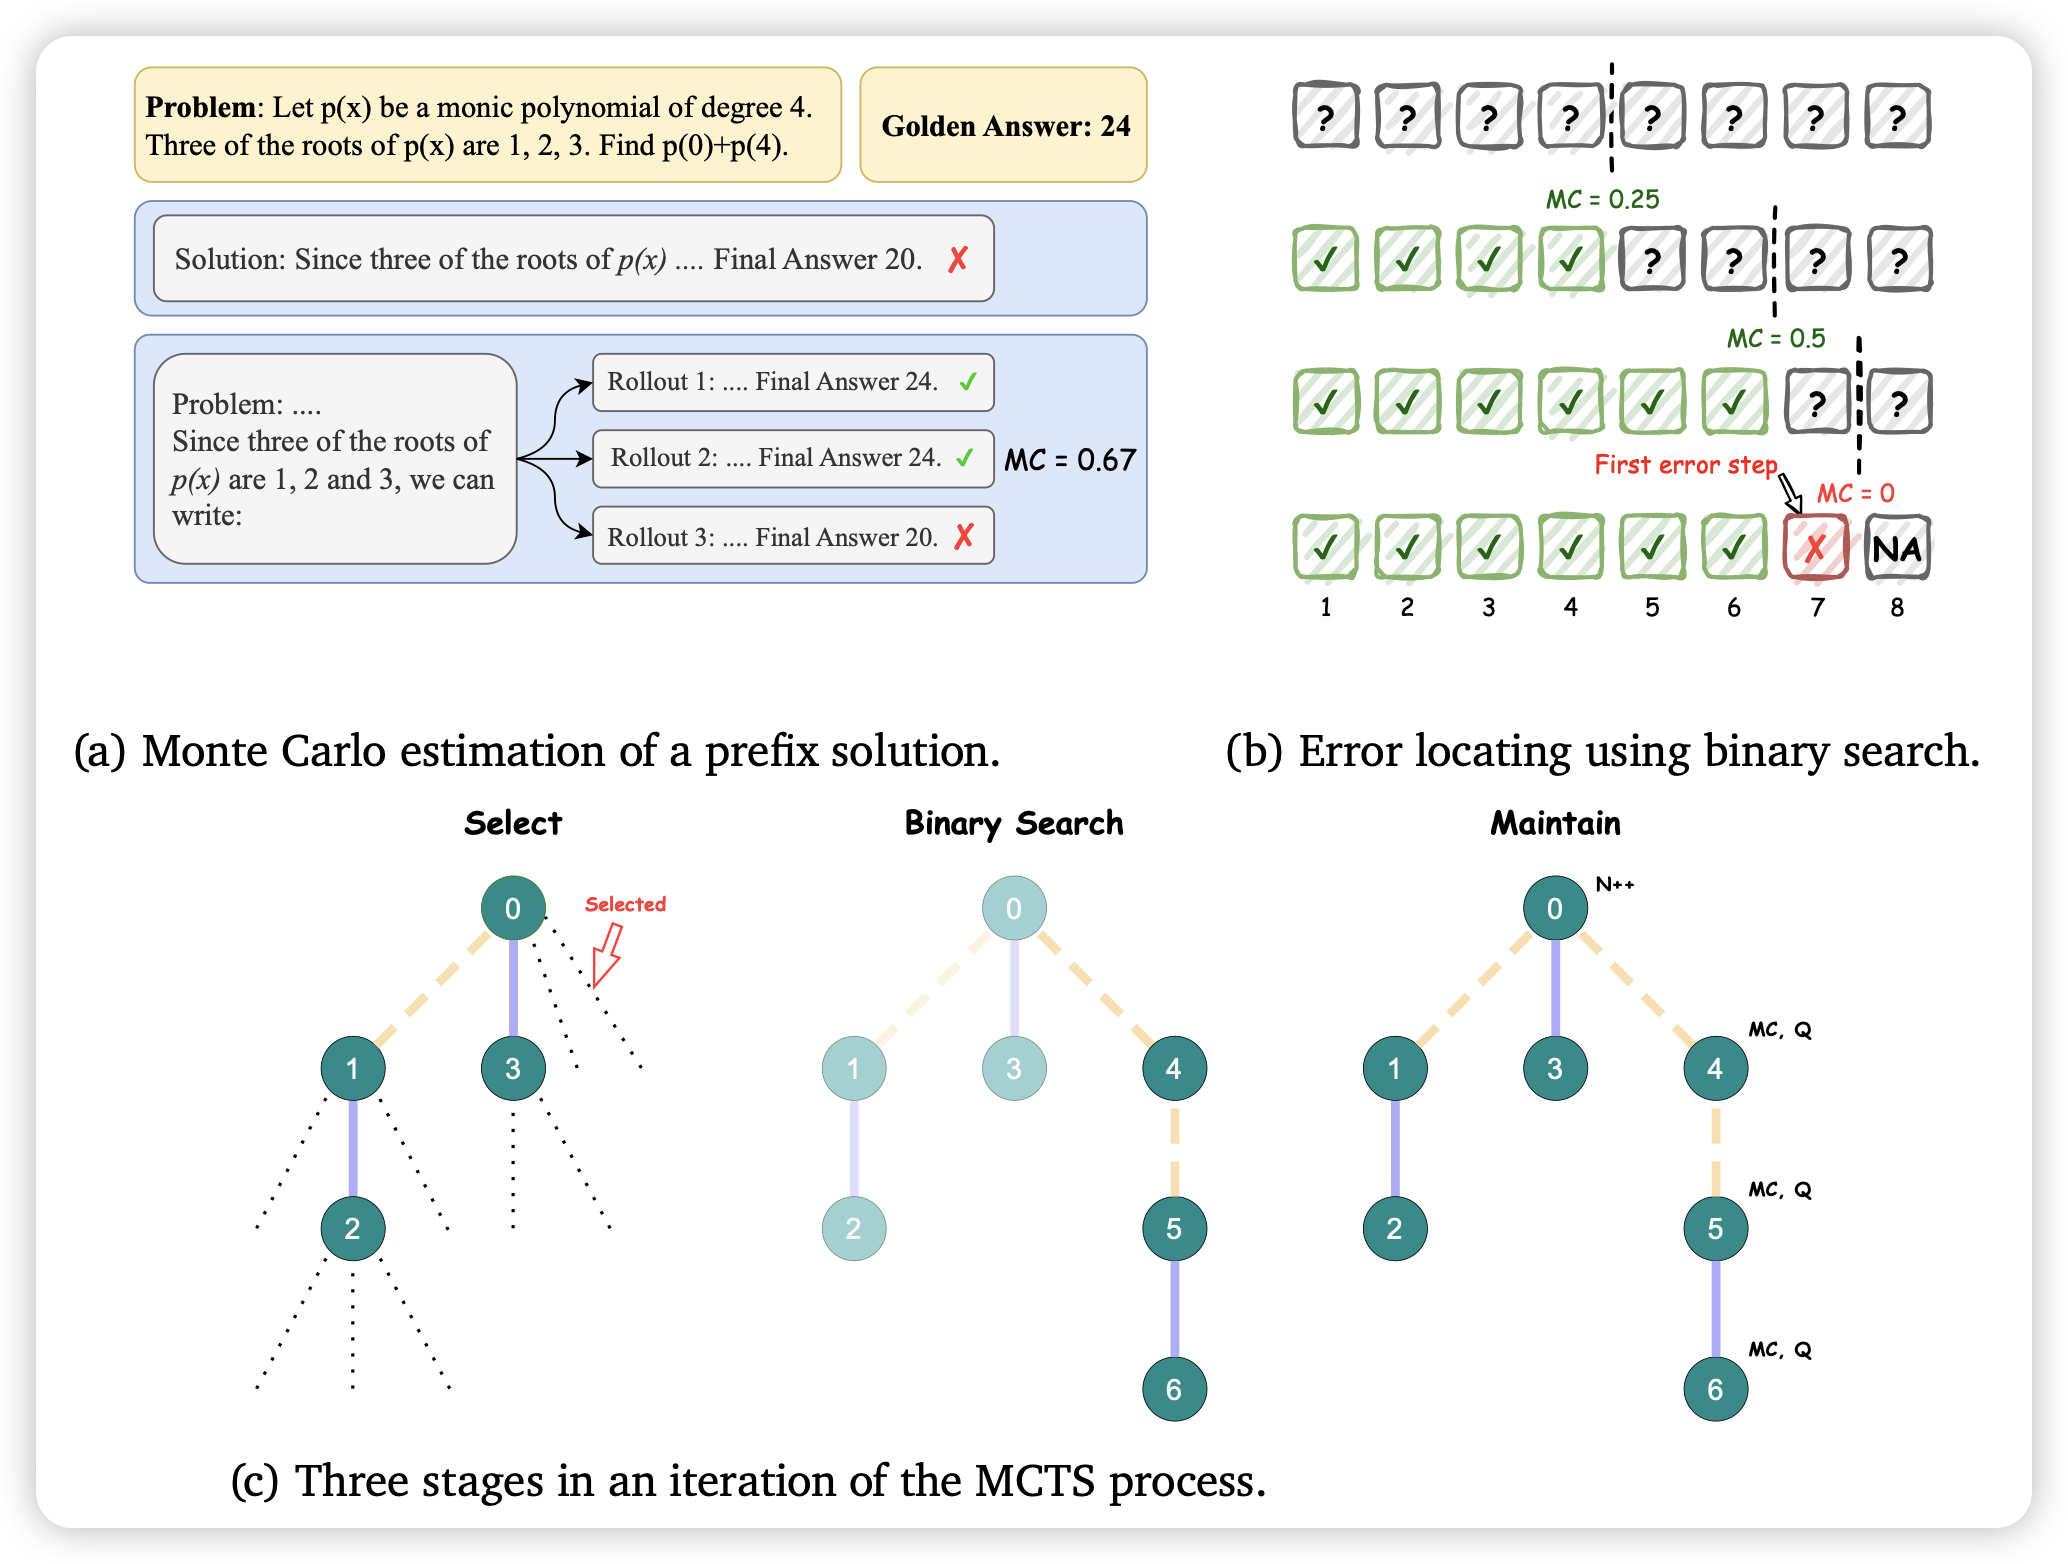 Problem: Let p(x) be a monic polynomial of degree 4.
Three of the roots of p(x) are 1, 2, 3. Find p(0)+p(4).
Golden Answer: 24
Solution: Since three of the roots of p(x) .... Final Answer 20. ✗
Problem: ....
Since three of the roots of
p(x) are 1, 2 and 3, we can
write:
Rollout 1: .... Final Answer 24. ✓
Rollout 2: .... Final Answer 24. ✓
Rollout 3: .... Final Answer 20. ✗
MC = 0.67
? ? ? ? ? ? ? ?
MC = 0.25
✓ ✓ ✓ ✓ ? ? ? ?
MC = 0.5
✓ ✓ ✓ ✓ ✓ ✓ ? ?
First error step
MC = 0
✓ ✓ ✓ ✓ ✓ ✓ ✗ NA
1 2 3 4 5 6 7 8
(a) Monte Carlo estimation of a prefix solution.
(b) Error locating using binary search.
Select
0
Selected
1 3
2
Binary Search
0
1 3 4
2 5
6
Maintain
0 N++
1 3 4 MC, Q
2 5 MC, Q
6 MC, Q
(c) Three stages in an iteration of the MCTS process.